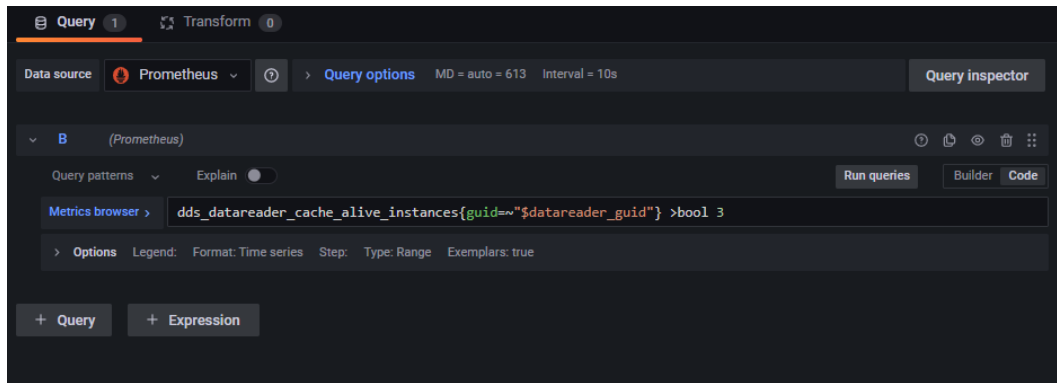 Query 1 Transform 0
Data source Prometheus Query options MD = auto = 613 Interval = 10s Query inspector
B (Prometheus)
Query patterns Explain Run queries Builder Code
Metrics browser > dds_datareader_cache_alive_instances{guid=~"$datareader_guid"} >bool 3
> Options Legend: Format: Time series Step: Type: Range Exemplars: true
+ Query + Expression